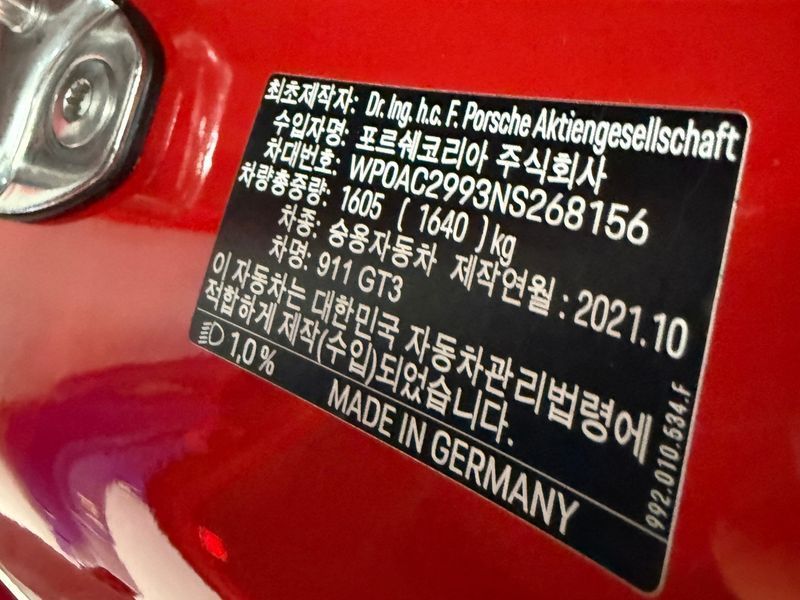 최초제작자: Dr. Ing. h.c. F. Porsche Aktiengesellschaft
수입자명: 포르쉐코리아 주식회사
차대번호: WP0AC2993NS268156
차량총중량: 1605 ( 1640 ) kg
차종: 승용자동차 제작연월 : 2021.10
차명: 911 GT3
이 자동차는 대한민국 자동차관리법령에
적합하게 제작(수입)되었습니다.
1,0 %
MADE IN GERMANY
992.010.534.F